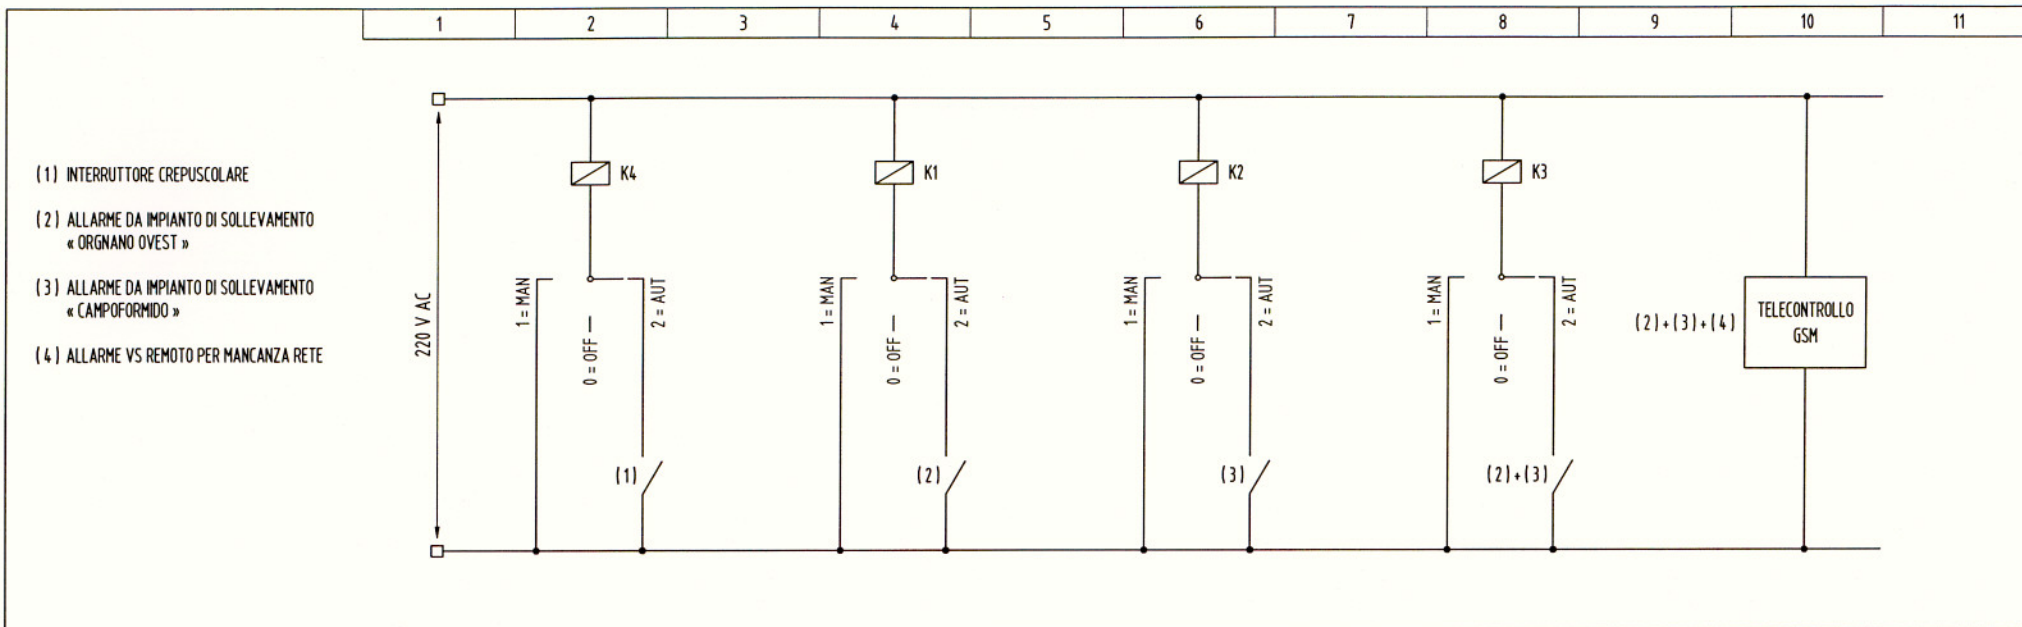 1 2 3 4 5 6 7 8 9 10 11
(1) INTERRUTTORE CREPUSCOLARE
(2) ALLARME DA IMPIANTO DI SOLLEVAMENTO
« ORGNANO OVEST »
(3) ALLARME DA IMPIANTO DI SOLLEVAMENTO
« CAMPOFORMIDO »
(4) ALLARME VS REMOTO PER MANCANZA RETE
220 V AC
K4
1 = MAN
0 = OFF
2 = AUT
(1)
K1
1 = MAN
0 = OFF
2 = AUT
(2)
K2
1 = MAN
0 = OFF
2 = AUT
(3)
K3
1 = MAN
0 = OFF
2 = AUT
(2)+(3)
(2)+(3)+(4)
TELECONTROLLO
GSM